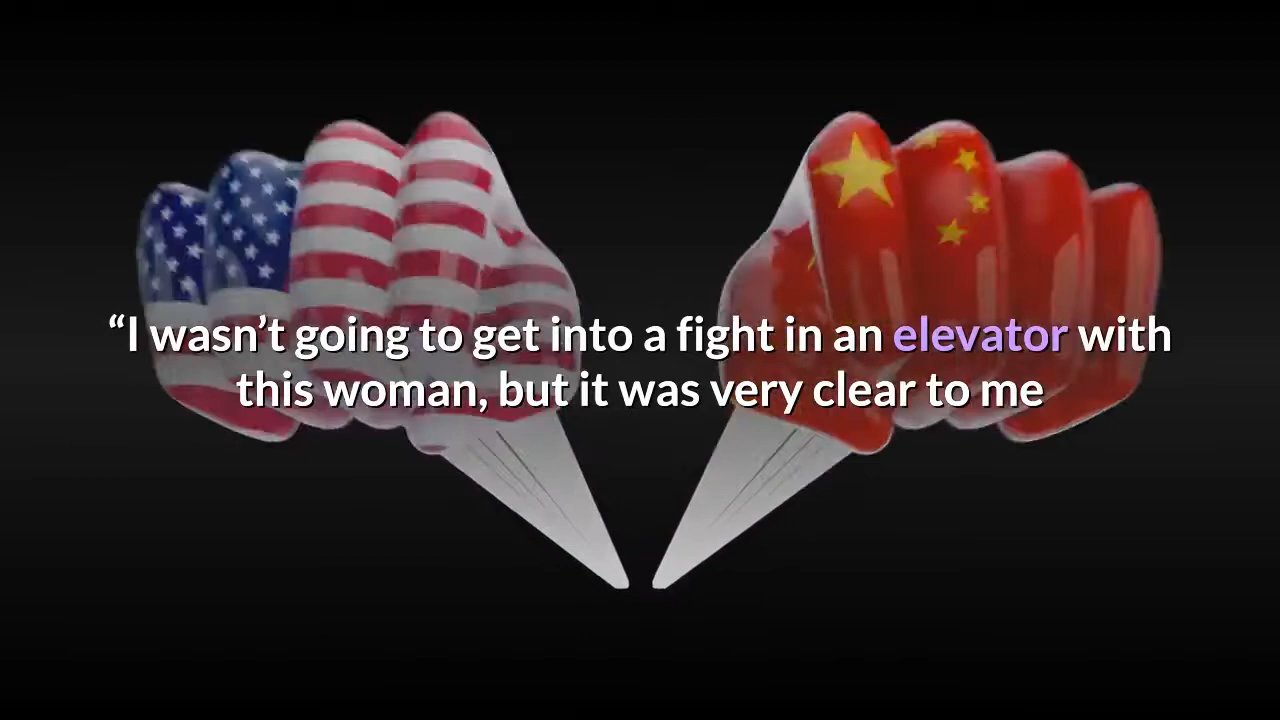 “I wasn’t going to get into a fight in an elevator with
this woman, but it was very clear to me